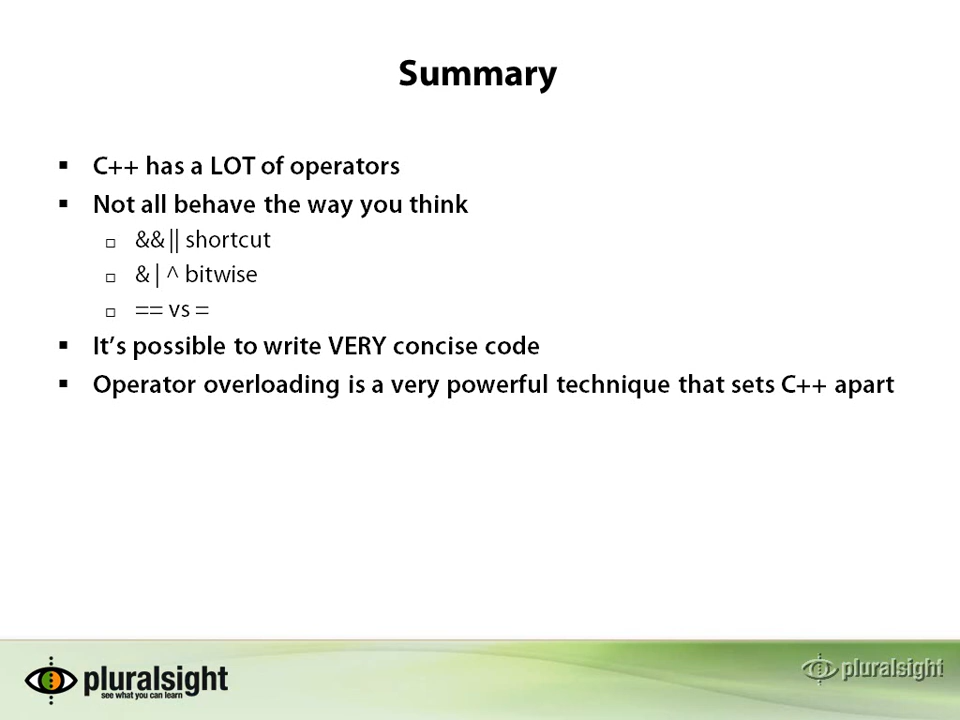 Summary
C++ has a LOT of operators
Not all behave the way you think
&& || shortcut
& | ^ bitwise
== vs =
It's possible to write VERY concise code
Operator overloading is a very powerful technique that sets C++ apart
pluralsight
see what you can learn
pluralsight